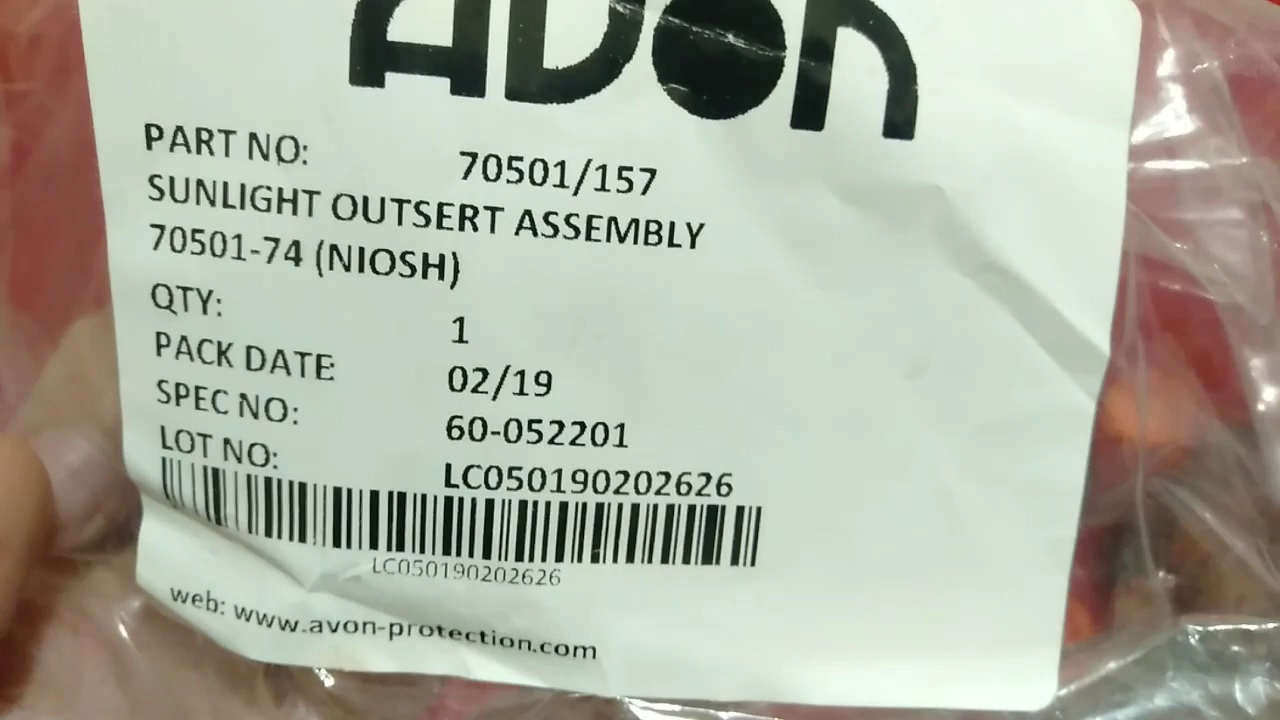 AVON
PART NO: 70501/157
SUNLIGHT OUTSERT ASSEMBLY
70501-74 (NIOSH)
QTY: 1
PACK DATE: 02/19
SPEC NO: 60-052201
LOT NO: LC050190202626
LC050190202626
web: www.avon-protection.com